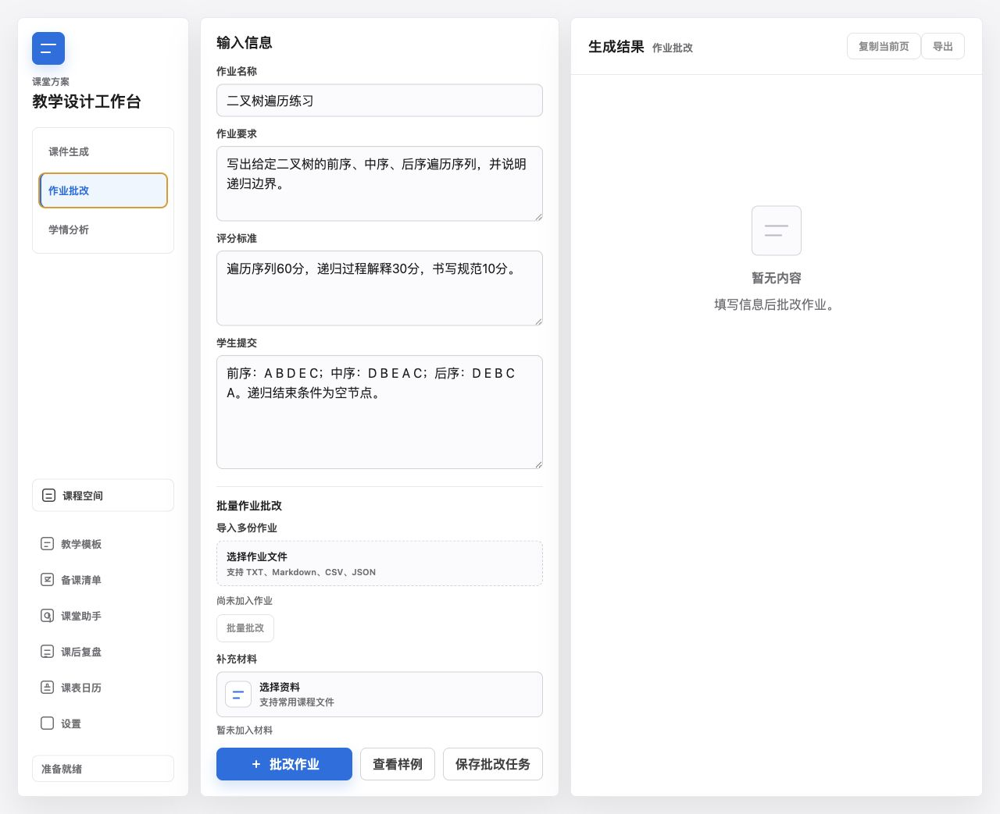 课堂方案
教学设计工作台
课件生成
作业批改
学情分析
课程空间
教学模板
备课清单
课堂助手
课后复盘
课表日历
设置
准备就绪
输入信息
作业名称
二叉树遍历练习
作业要求
写出给定二叉树的前序、中序、后序遍历序列，并说明
递归边界。
评分标准
遍历序列60分，递归过程解释30分，书写规范10分。
学生提交
前序：A B D E C；中序：D B E A C；后序：D E B C
A。递归结束条件为空节点。
批量作业批改
导入多份作业
选择作业文件
支持 TXT、Markdown、CSV、JSON
尚未加入作业
批量批改
补充材料
选择资料
支持常用课程文件
暂未加入材料
+ 批改作业
查看样例
保存批改任务
生成结果 作业批改
复制当前页
导出
暂无内容
填写信息后批改作业。